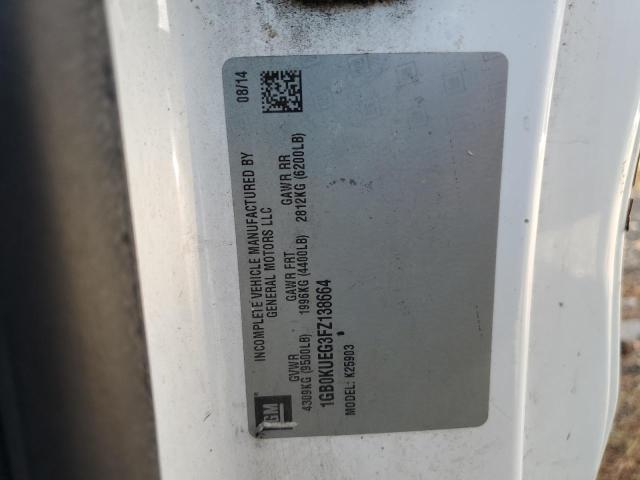 08/14
INCOMPLETE VEHICLE MANUFACTURED BY
GENERAL MOTORS LLC
GVWR GAWR FRT GAWR RR
4309KG (9500LB) 1996KG (4400LB) 2812KG (6200LB)
1GB0KUEG3FZ138664
MODEL: K25903
GM